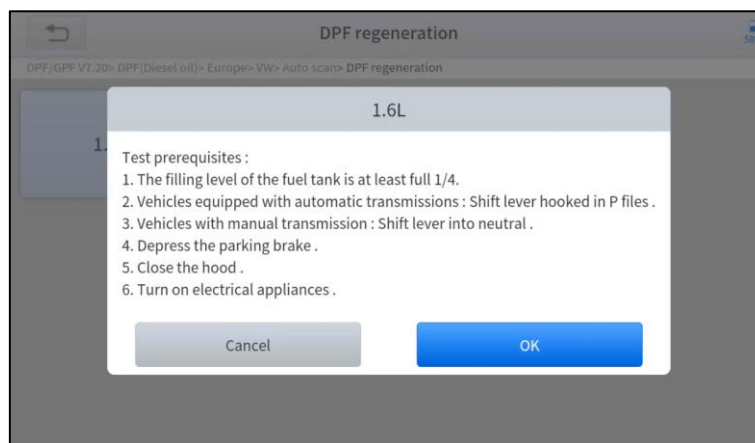 DPF regeneration
DPF/GPF V7.20> DPF(Diesel oil)> Europe> VW> Auto scan> DPF regeneration
1.6L
1.
Test prerequisites :
1. The filling level of the fuel tank is at least full 1/4.
2. Vehicles equipped with automatic transmissions : Shift lever hooked in P files .
3. Vehicles with manual transmission : Shift lever into neutral .
4. Depress the parking brake .
5. Close the hood .
6. Turn on electrical appliances .
Cancel
OK